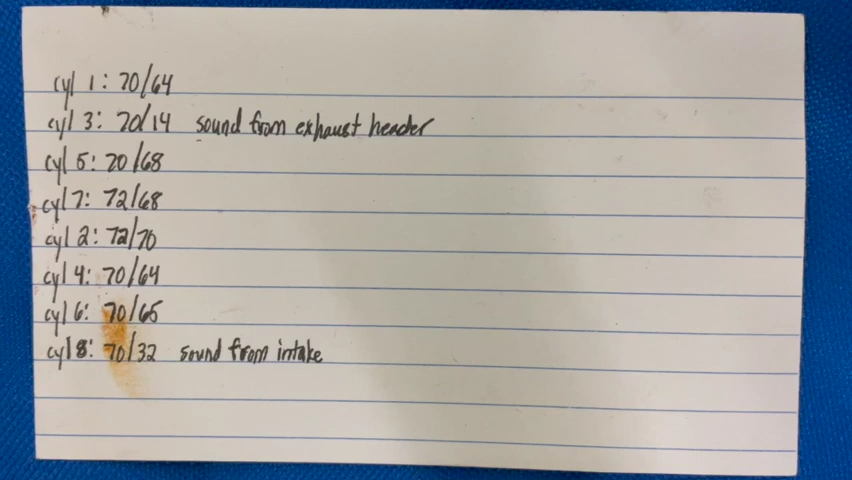 cyl 1: 70/64
cyl 3: 70/14 sound from exhaust header
cyl 5: 70/68
cyl 7: 72/68
cyl 2: 72/70
cyl 4: 70/64
cyl 6: 70/65
cyl 8: 70/32 sound from intake